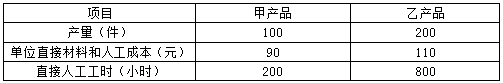 项目 甲产品 乙产品
产量（件） 100 200
单位直接材料和人工成本（元） 90 110
直接人工工时（小时） 200 800